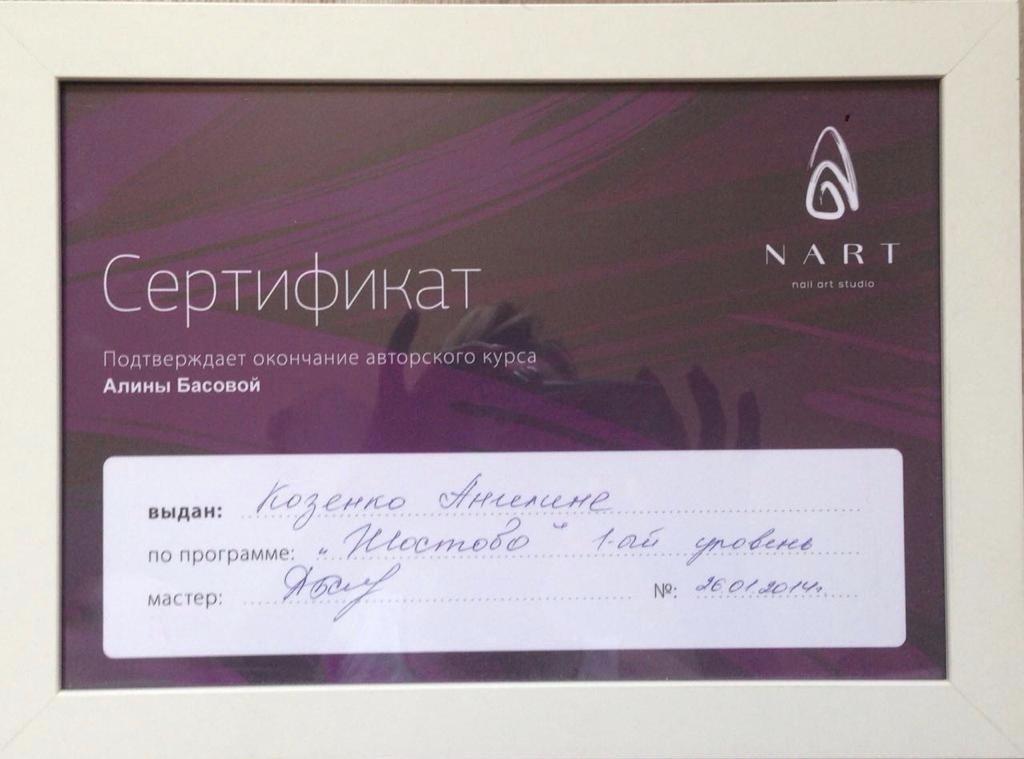 NART
nail art studio
Сертификат
Подтверждает окончание авторского курса
Алины Басовой
выдан: Козенко Ангилине
по программе: "Жостово" 1-ый уровень
мастер: №: 26.01.2014г.